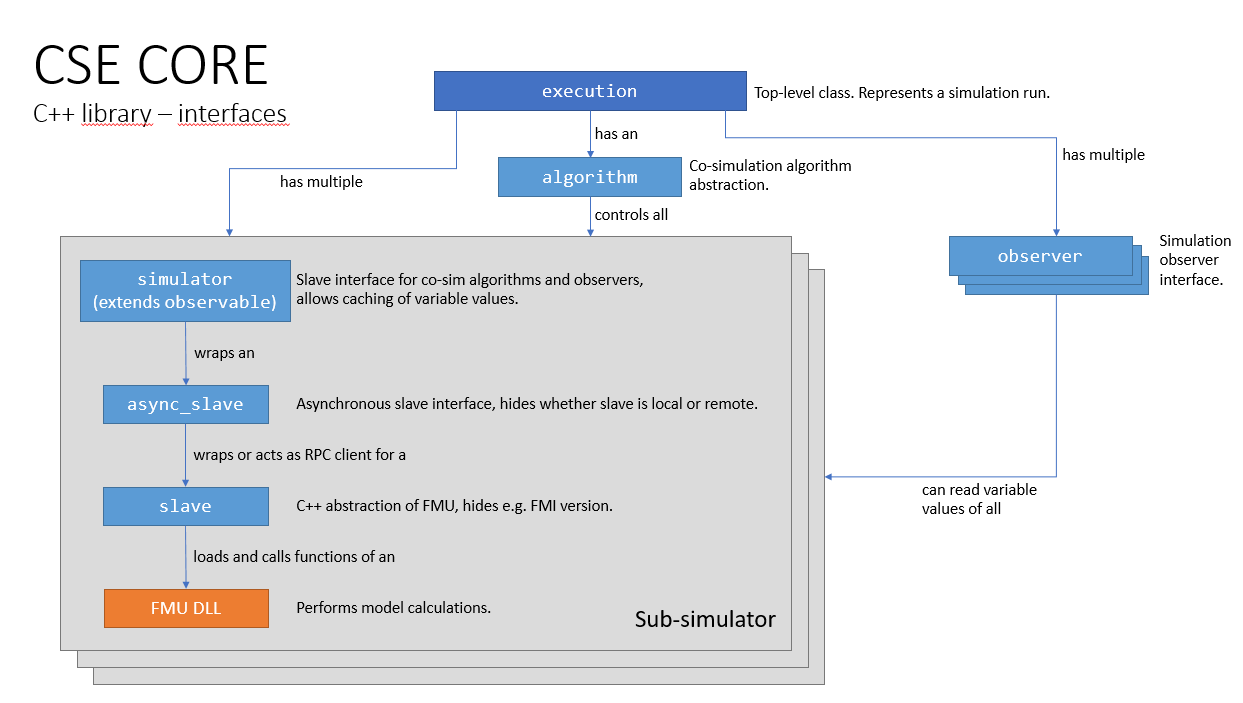 CSE CORE
C++ library – interfaces
execution
Top-level class. Represents a simulation run.
has an
has multiple
has multiple
algorithm
Co-simulation algorithm
abstraction.
controls all
observer
Simulation
observer
interface.
simulator
(extends observable)
Slave interface for co-sim algorithms and observers,
allows caching of variable values.
wraps an
async_slave
Asynchronous slave interface, hides whether slave is local or remote.
wraps or acts as RPC client for a
slave
C++ abstraction of FMU, hides e.g. FMI version.
can read variable
values of all
loads and calls functions of an
FMU DLL
Performs model calculations.
Sub-simulator